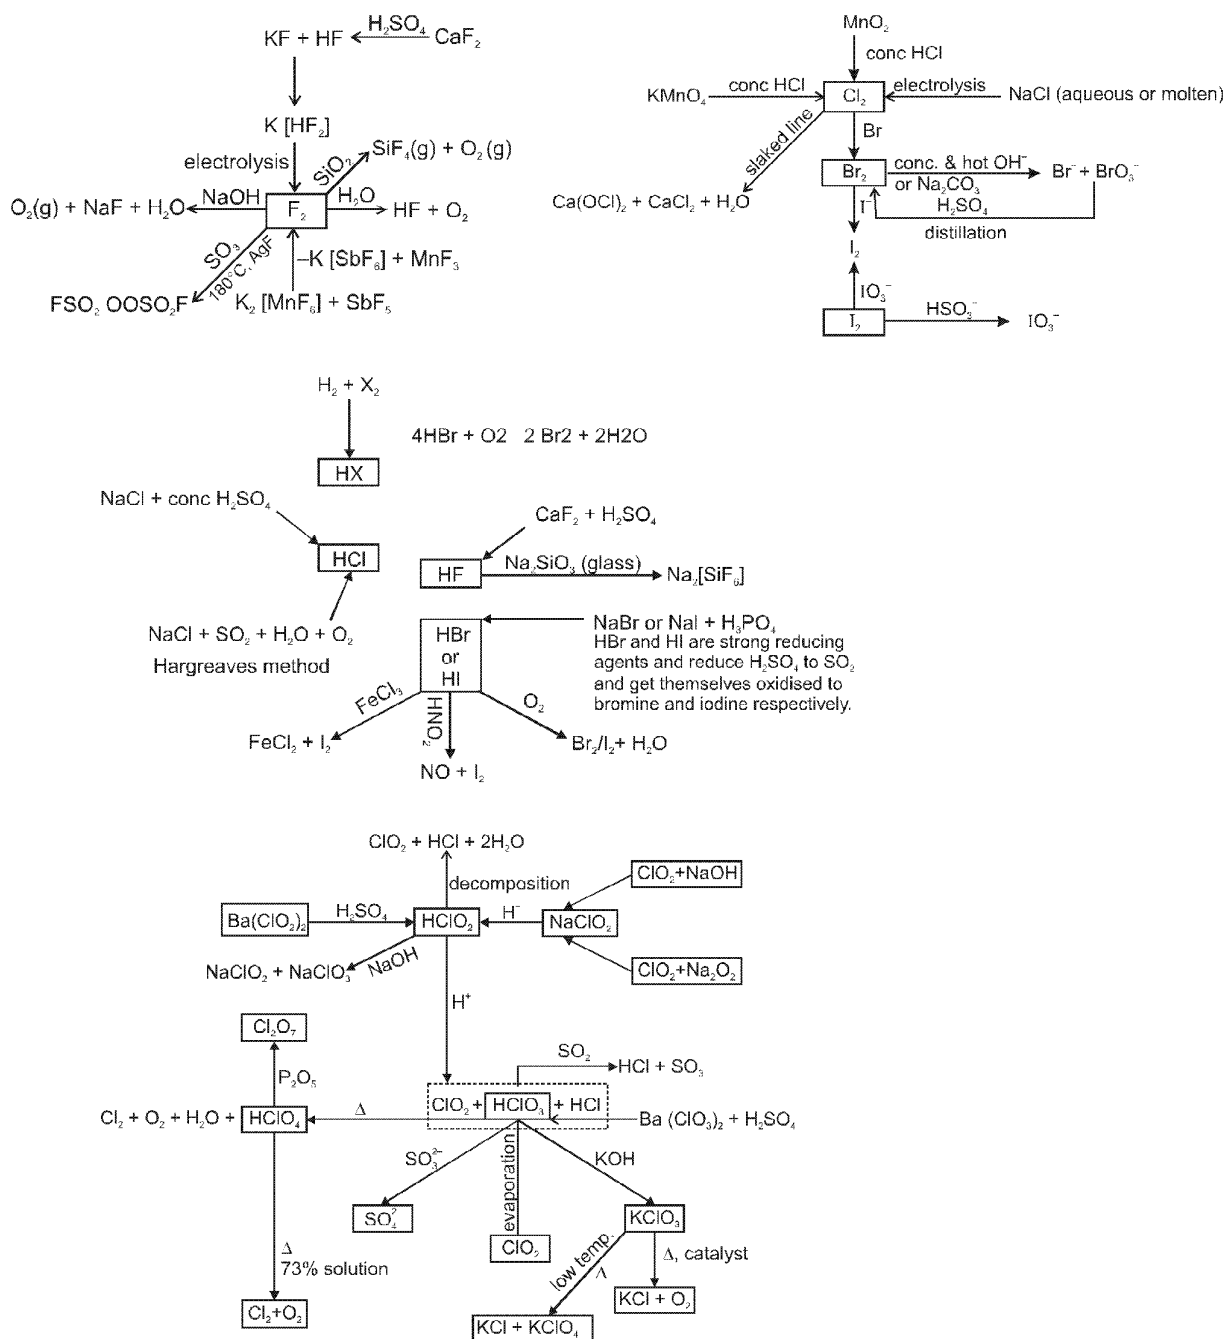 KF + HF H₂SO₄ CaF₂
K [HF₂]
electrolysis
SiO₂
SiF₄(g) + O₂ (g)
O₂(g) + NaF + H₂O NaOH F₂ H₂O HF + O₂
SO₃
180°C, AgF
–K [SbF₆] + MnF₃
FSO₂ OOSO₂F
K₂ [MnF₆] + SbF₅
MnO₂
conc HCl
KMnO₄ conc HCl Cl₂ electrolysis NaCl (aqueous or molten)
slaked line
Br
Ca(OCl)₂ + CaCl₂ + H₂O
Br₂ conc. & hot OH⁻ Br⁻ + BrO₃⁻
or Na₂CO₃
I⁻ H₂SO₄
distillation
I₂
IO₃⁻
I₂ HSO₃⁻ IO₃⁻
H₂ + X₂
4HBr + O2 2 Br2 + 2H2O
HX
NaCl + conc H₂SO₄
CaF₂ + H₂SO₄
HCl
HF Na₂SiO₃ (glass) Na₂[SiF₆]
NaCl + SO₂ + H₂O + O₂
Hargreaves method
HBr
or
HI
NaBr or NaI + H₃PO₄
HBr and HI are strong reducing
agents and reduce H₂SO₄ to SO₂
and get themselves oxidised to
bromine and iodine respectively.
FeCl₃
HNO₂
O₂
FeCl₂ + I₂
Br₂/I₂ + H₂O
NO + I₂
ClO₂ + HCl + 2H₂O
decomposition
ClO₂+NaOH
Ba(ClO₂)₂ H₂SO₄ HClO₂ H⁻ NaClO₂
NaClO₂ + NaClO₃ NaOH
ClO₂+Na₂O₂
H⁺
Cl₂O₇
P₂O₅
SO₂
HCl + SO₃
Cl₂ + O₂ + H₂O + HClO₄ Δ ClO₂ + HClO₃ + HCl Ba (ClO₃)₂ + H₂SO₄
SO₃²⁻
evaporation
KOH
SO₄²
KClO₃
ClO₂
Δ
73% solution
low temp.
Δ
Δ, catalyst
Cl₂+O₂
KCl + O₂
KCl + KClO₄